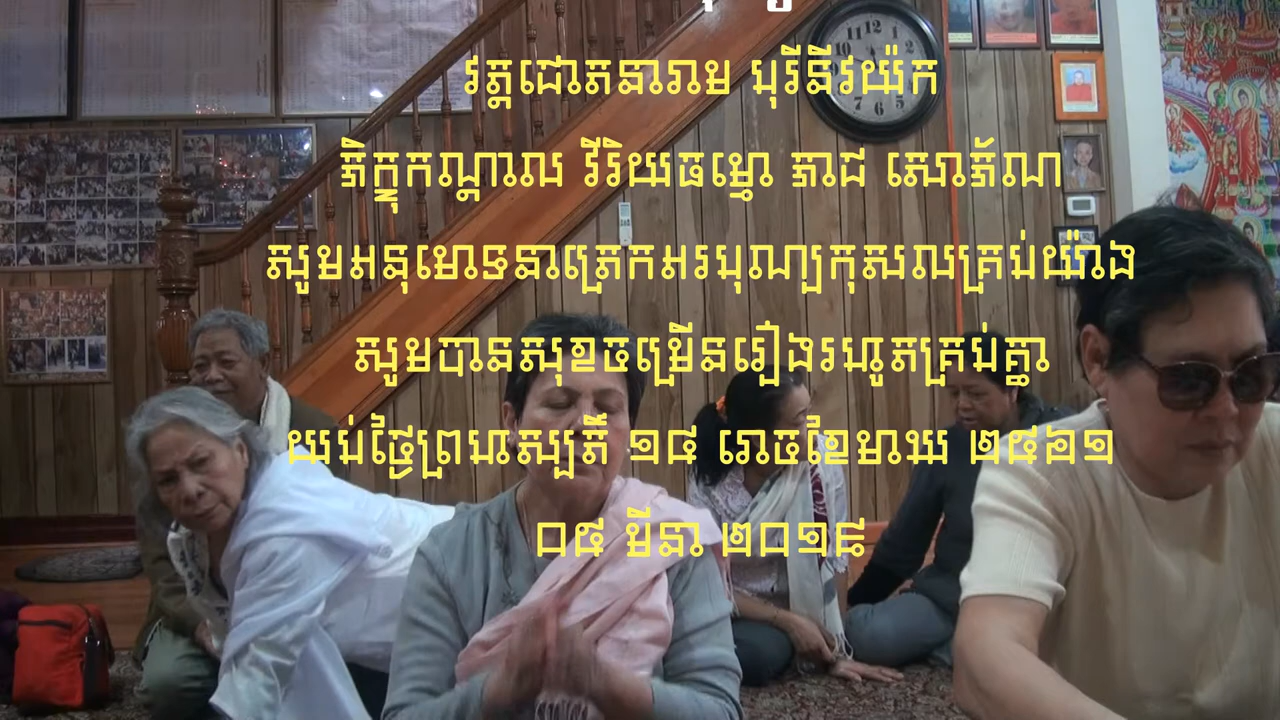 វត្តជោតនារាម បុរីនីវយ៉ក
ភិក្ខុកណ្តាល វីរិយធម្មោ ភាជ សោភ័ណ
សូមអនុមោទនាត្រេកអរបុណ្យកុសលគ្រប់យ៉ាង
សូមបានសុខចម្រើនរឿងរហូតគ្រប់គ្នា
យប់ថ្ងៃព្រហស្បតិ៍ ១៤ រោចខែមាឃ ២៥៦១
០៥ មីនា ២០១៩